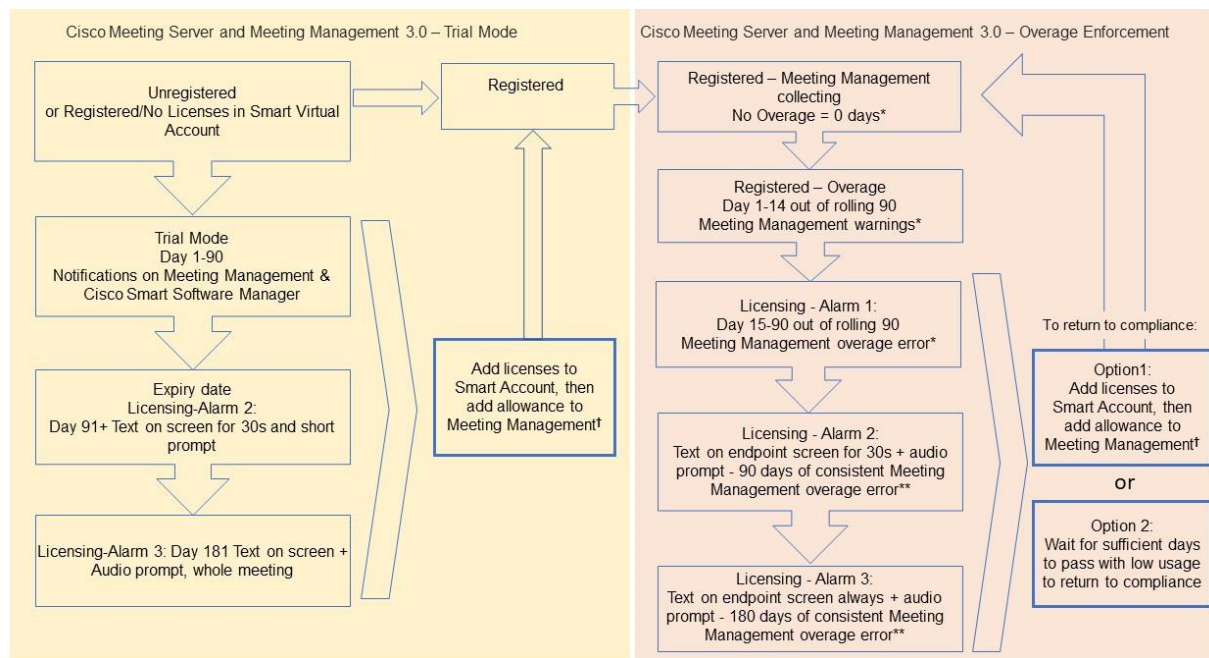 Cisco Meeting Server and Meeting Management 3.0 – Trial Mode
Unregistered
or Registered/No Licenses in Smart Virtual
Account
Registered
Trial Mode
Day 1-90
Notifications on Meeting Management &
Cisco Smart Software Manager
Expiry date
Licensing-Alarm 2:
Day 91+ Text on screen for 30s and short
prompt
Licensing-Alarm 3: Day 181 Text on screen +
Audio prompt, whole meeting
Add licenses to
Smart Account, then
add allowance to
Meeting Management†
Cisco Meeting Server and Meeting Management 3.0 – Overage Enforcement
Registered – Meeting Management
collecting
No Overage = 0 days*
Registered – Overage
Day 1-14 out of rolling 90
Meeting Management warnings*
Licensing - Alarm 1:
Day 15-90 out of rolling 90
Meeting Management overage error*
Licensing - Alarm 2:
Text on endpoint screen for 30s + audio
prompt - 90 days of consistent Meeting
Management overage error**
Licensing - Alarm 3:
Text on endpoint screen always + audio
prompt - 180 days of consistent Meeting
Management overage error**
To return to compliance:
Option1:
Add licenses to
Smart Account, then
add allowance to
Meeting Management†
or
Option 2:
Wait for sufficient days
to pass with low usage
to return to compliance